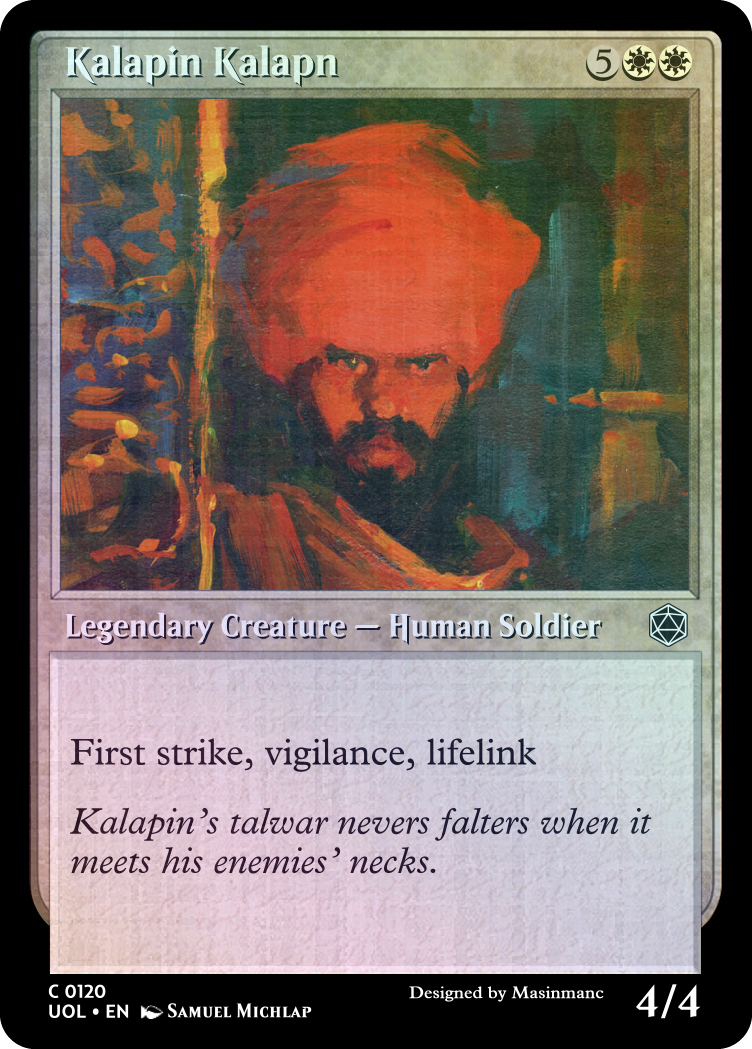 Kalapin Kalapn 5
Legendary Creature — Human Soldier
First strike, vigilance, lifelink
Kalapin's talwar nevers falters when it
meets his enemies' necks.
C 0120
UOL • EN SAMUEL MICHLAP
Designed by Masinmanc
4/4